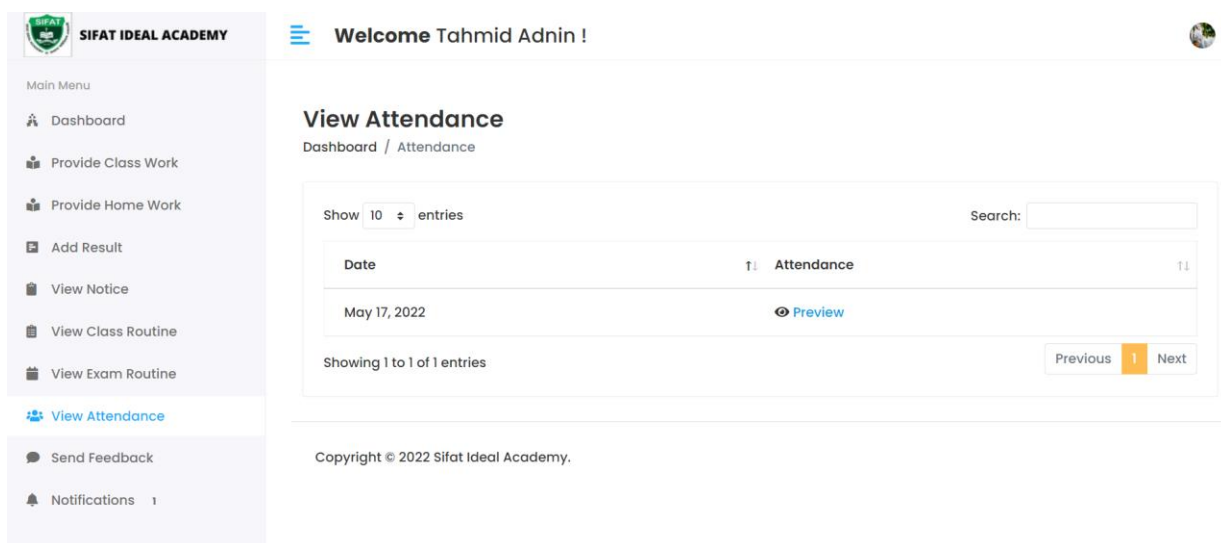 SIFAT
SIFAT IDEAL ACADEMY
Welcome Tahmid Adnin !
Main Menu
Dashboard
Provide Class Work
Provide Home Work
Add Result
View Notice
View Class Routine
View Exam Routine
View Attendance
Send Feedback
Notifications 1
View Attendance
Dashboard / Attendance
Show 10 entries
Search:
Date Attendance
May 17, 2022 Preview
Showing 1 to 1 of 1 entries
Previous 1 Next
Copyright © 2022 Sifat Ideal Academy.